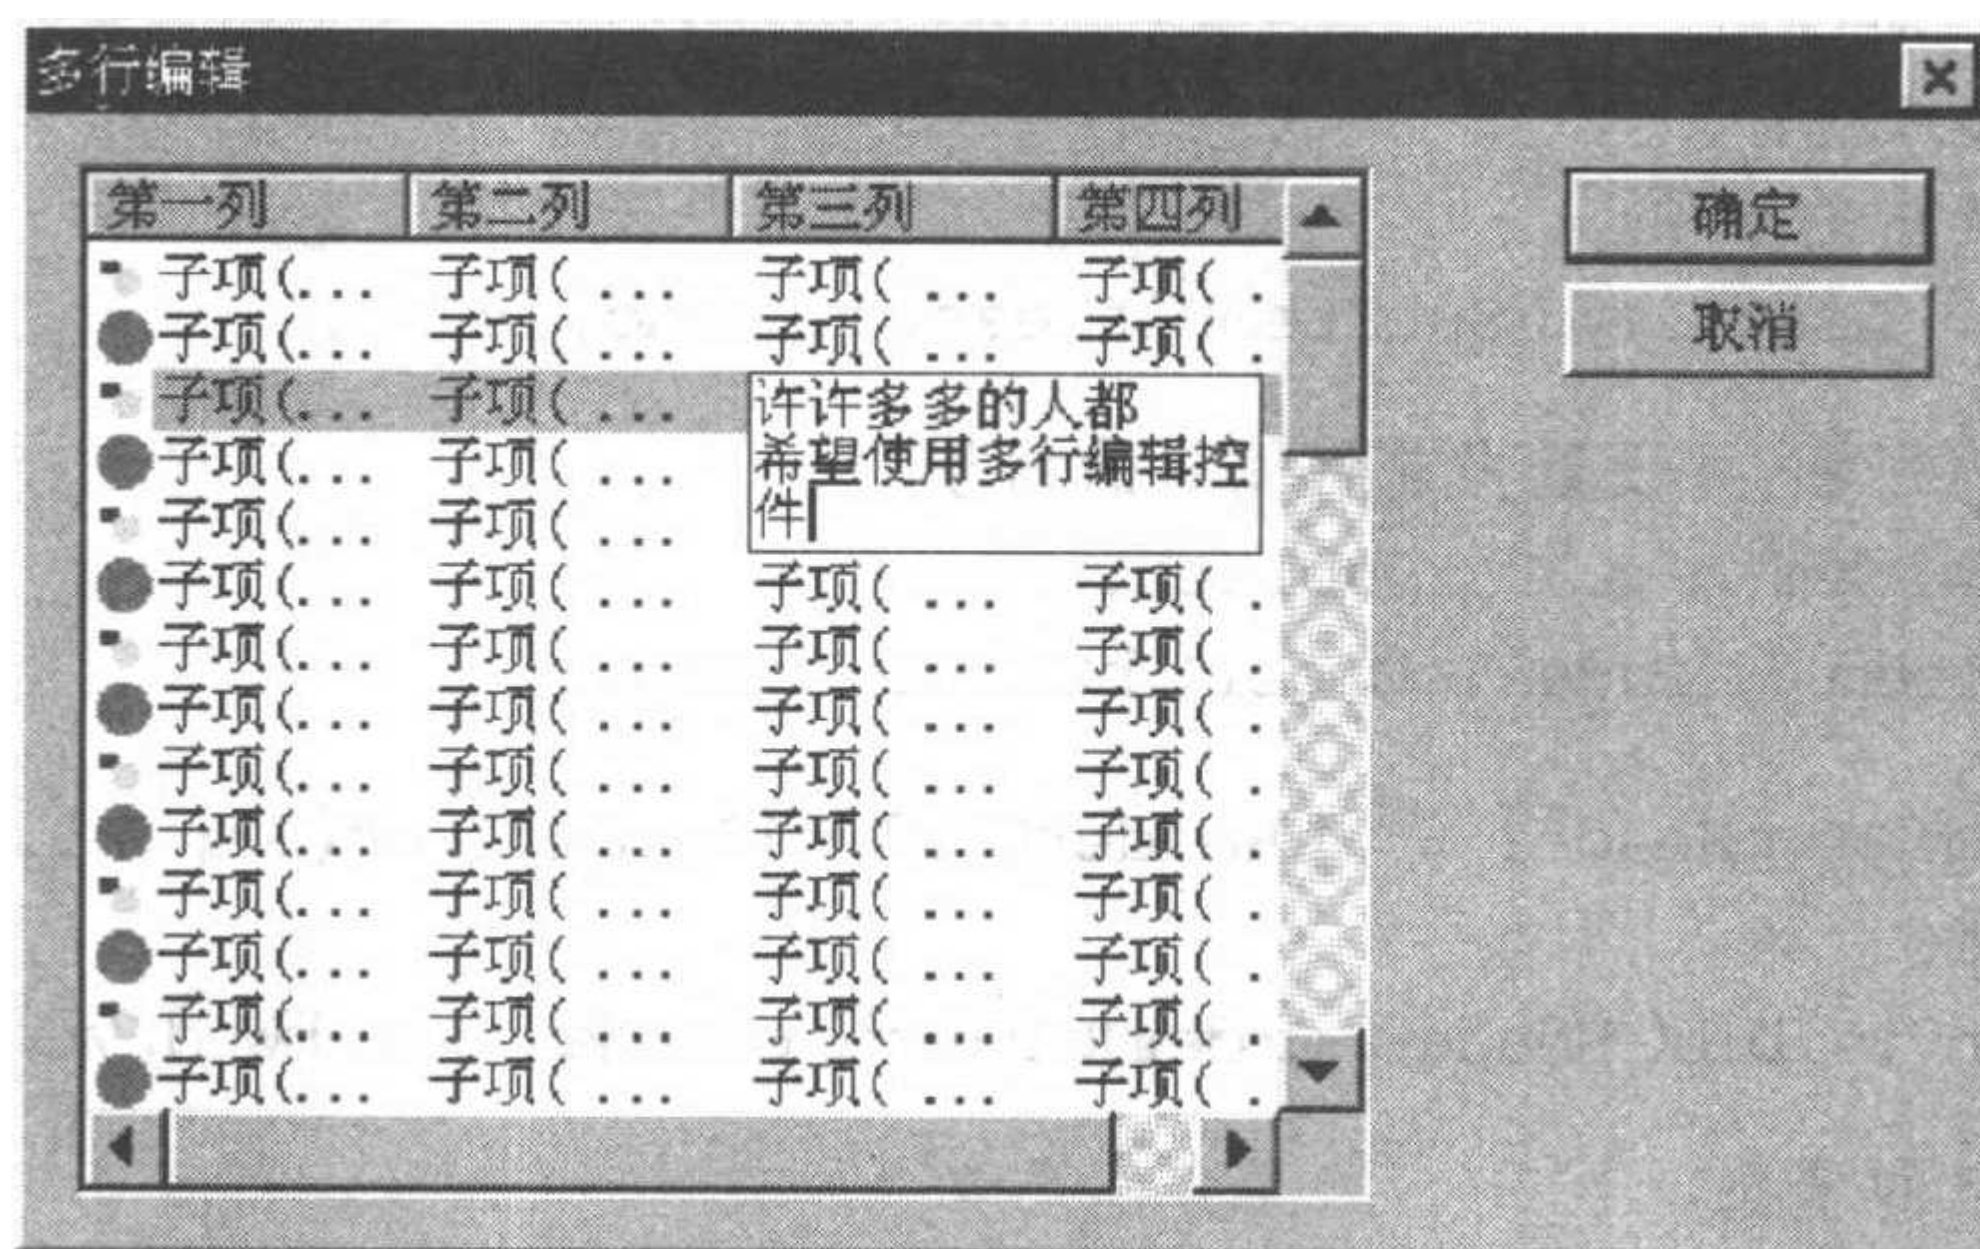 多行编辑
第一列 第二列 第三列 第四列
子项(... 子项( ... 子项( ... 子项( .
子项(... 子项( ... 子项( ... 子项( .
子项(... 子项( ... 许许多多的人都
子项(... 子项( ... 希望使用多行编辑控
子项(... 子项( ... 件
子项(... 子项( ... 子项( ... 子项( .
子项(... 子项( ... 子项( ... 子项( .
子项(... 子项( ... 子项( ... 子项( .
子项(... 子项( ... 子项( ... 子项( .
子项(... 子项( ... 子项( ... 子项( .
子项(... 子项( ... 子项( ... 子项( .
子项(... 子项( ... 子项( ... 子项( .
子项(... 子项( ... 子项( ... 子项( .
子项(... 子项( ... 子项( ... 子项( .
确定
取消